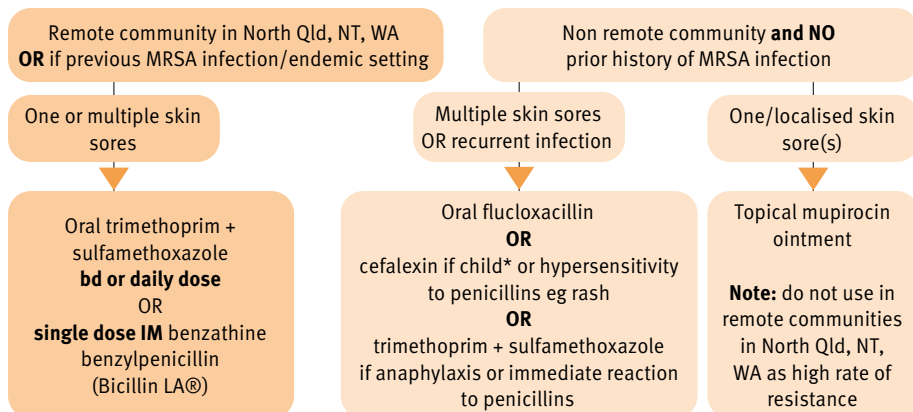 Remote community in North Qld, NT, WA
OR if previous MRSA infection/endemic setting
Non remote community and NO
prior history of MRSA infection
One or multiple skin
sores
Multiple skin sores
OR recurrent infection
One/localised skin
sore(s)
Oral trimethoprim +
sulfamethoxazole
bd or daily dose
OR
single dose IM benzathine
benzylpenicillin
(Bicillin LA®)
Oral flucloxacillin
OR
cefalexin if child* or hypersensitivity
to penicillins eg rash
OR
trimethoprim + sulfamethoxazole
if anaphylaxis or immediate reaction
to penicillins
Topical mupirocin
ointment
Note: do not use in
remote communities
in North Qld, NT,
WA as high rate of
resistance